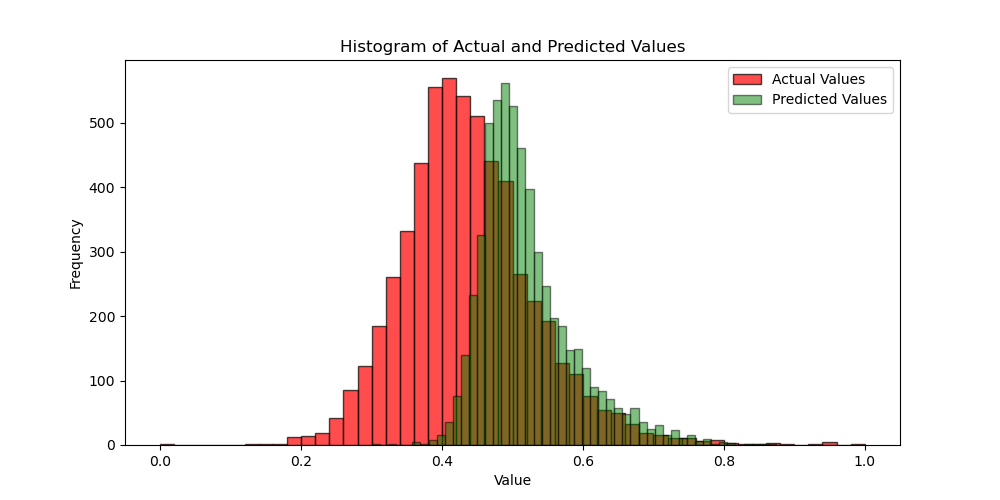 Histogram of Actual and Predicted Values
Actual Values
Predicted Values
Frequency
500
400
300
200
100
0
0.0 0.2 0.4 0.6 0.8 1.0
Value